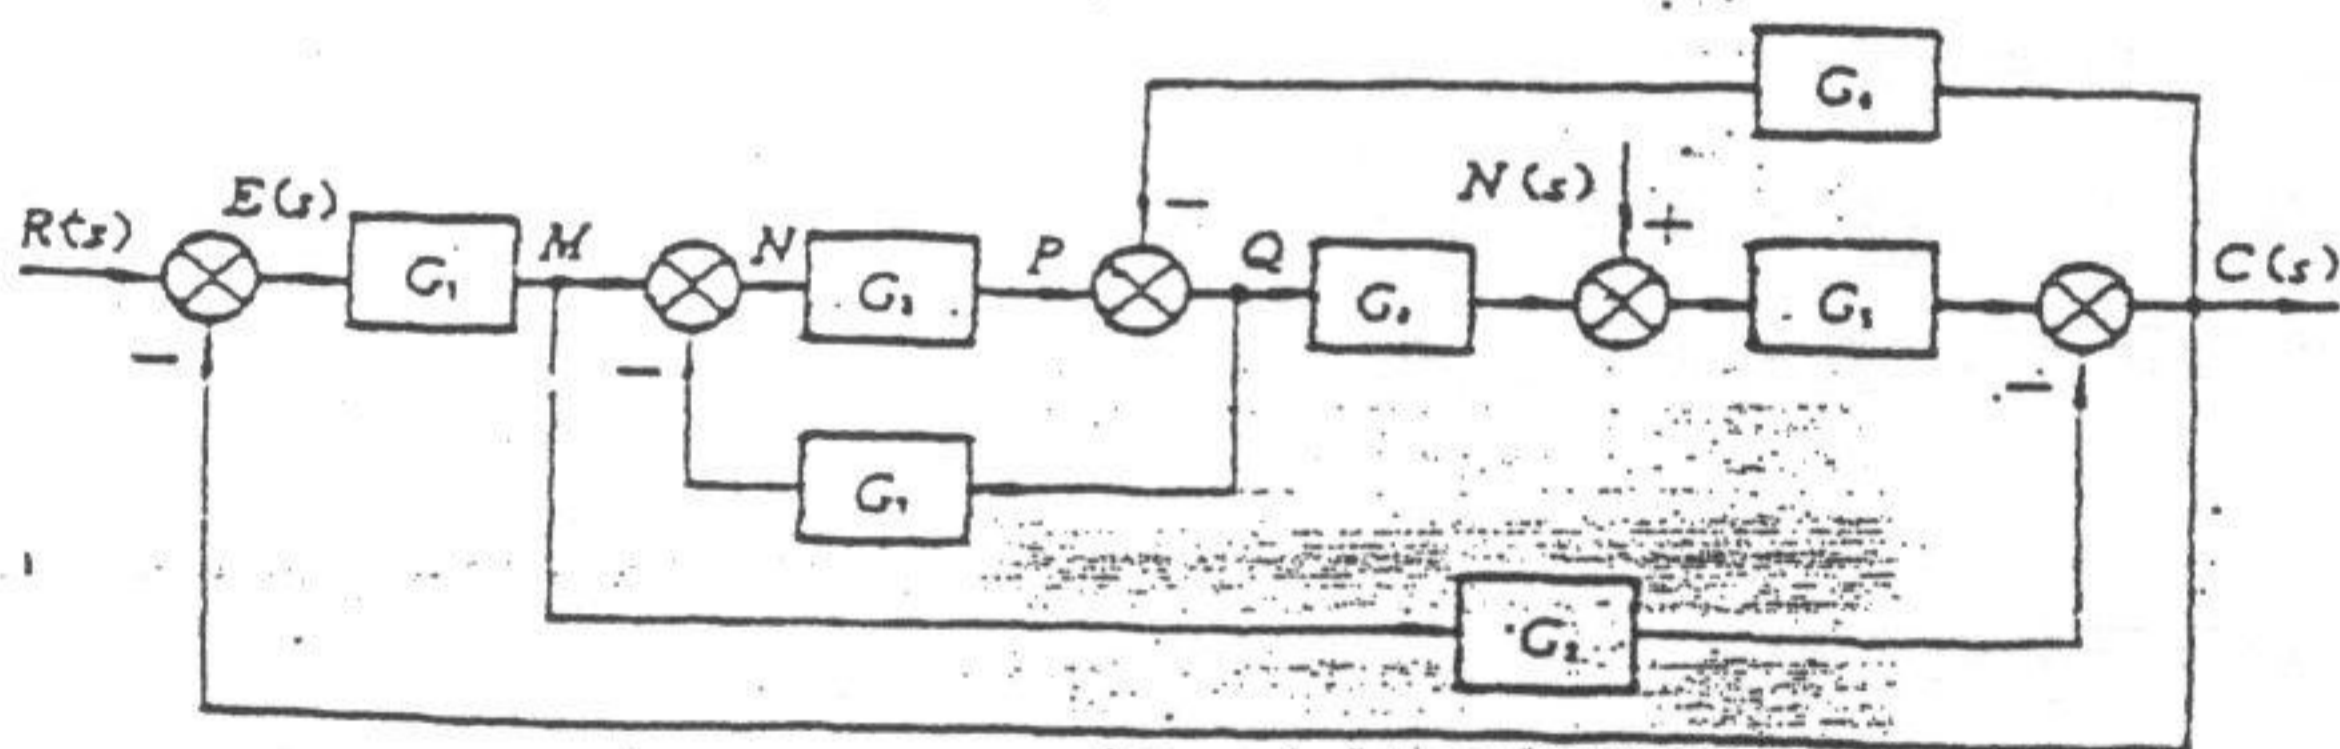 G₆
N(s)
R(s) E(s) G₁ M N G₃ P − Q G₄ + G₅ C(s)
− − −
G₇
G₂